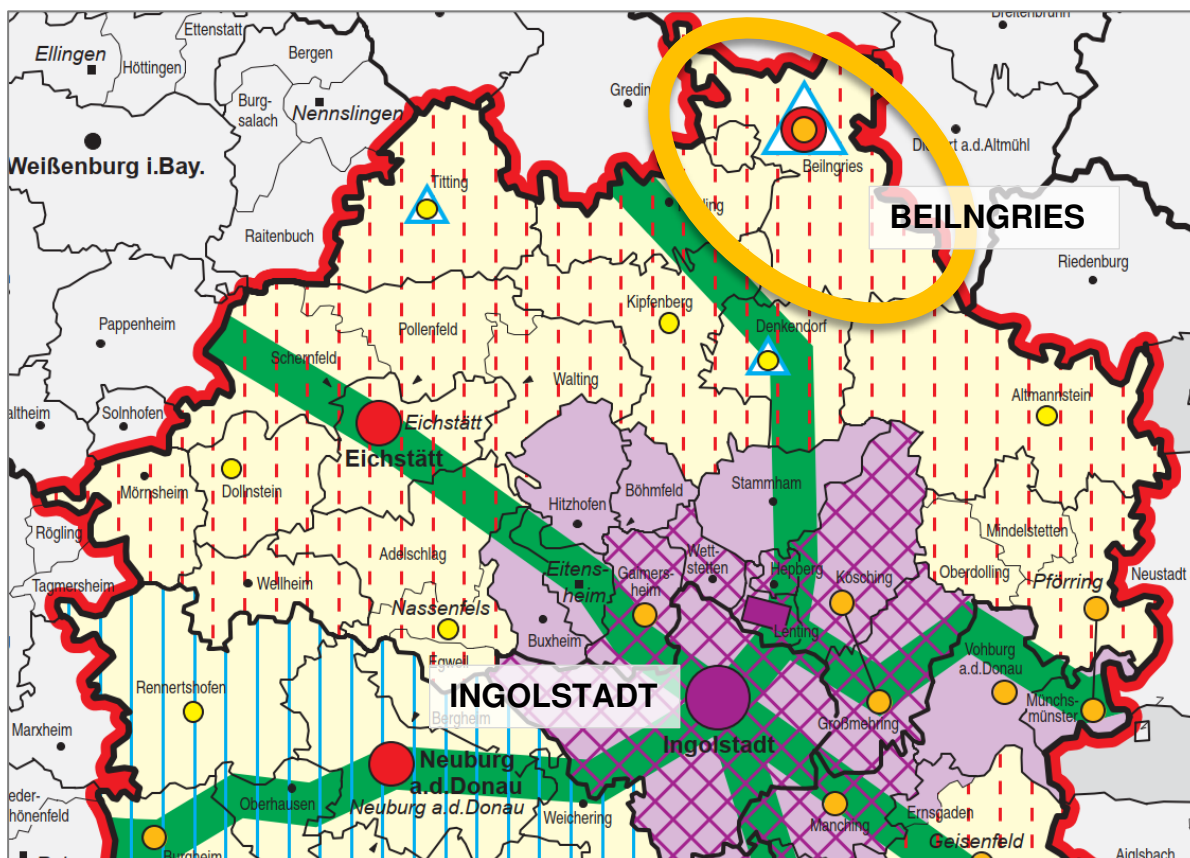 Ettenstatt
Breitenbrunn
Ellingen
Bergen
Höttingen
Greding
Burg-
salach
Nennslingen
Weißenburg i.Bay.
a.d.Altmühl
Beilngries
Titting
BEILNGRIES
Raitenbuch
Riedenburg
Kipfenberg
Pappenheim
Pollenfeld
Denkendorf
Schernfeld
Walting
Altmannstein
altheim
Solnhofen
Eichstätt
Eichstätt
Mörnsheim
Dollnstein
Hitzhofen
Böhmfeld
Stammham
Rögling
Mindelstetten
Adelschlag
Wett-
stetten
Eitens-
heim
Gaimers-
heim
Hepberg
Kösching
Oberdolling
Pförring
Neustadt
Tagmersheim
Wellheim
Nassenfels
Buxheim
Lenting
Egweil
Vohburg
a.d.Donau
Rennertshofen
INGOLSTADT
Münchs-
münster
Bergheim
Großmehring
Marxheim
Ingolstadt
Neuburg
a.d.Donau
Oberhausen
Neuburg a.d.Donau
Weichering
Manching
Ernsgaden
Geisenfeld
Burgheim
Aiglsbach